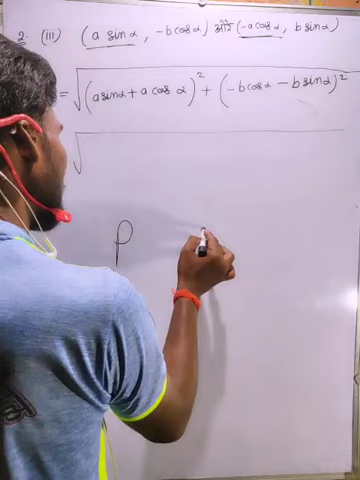 2. (iii) (a sinα, -b cosα) और (-a cosα, b sinα)
= √(a sinα + a cosα)² + (-b cosα - b sinα)²
√
P